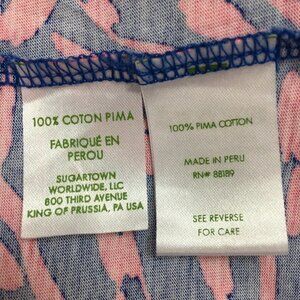 100% COTON PIMA
FABRIQUÉ EN
PEROU
SUGARTOWN
WORLDWIDE, LLC
800 THIRD AVENUE
KING OF PRUSSIA, PA USA
100% PIMA COTTON
MADE IN PERU
RN# 88189
SEE REVERSE
FOR CARE